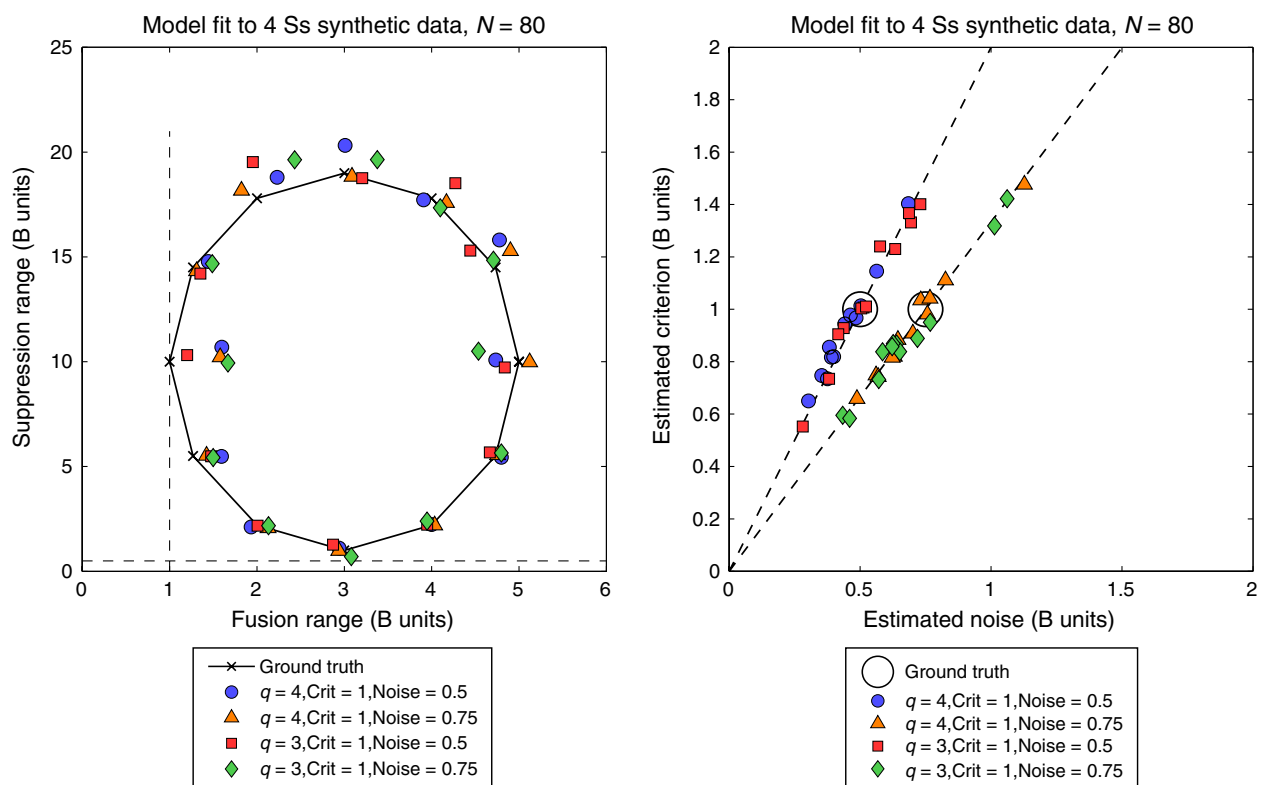 Model fit to 4 Ss synthetic data, N = 80
25
20
15
10
5
0
0
1
2
3
4
5
6
Suppression range (B units)
Fusion range (B units)
Ground truth
q = 4,Crit = 1,Noise = 0.5
q = 4,Crit = 1,Noise = 0.75
q = 3,Crit = 1,Noise = 0.5
q = 3,Crit = 1,Noise = 0.75
Model fit to 4 Ss synthetic data, N = 80
2
1.8
1.6
1.4
1.2
1
0.8
0.6
0.4
0.2
0
0
0.5
1
1.5
2
Estimated criterion (B units)
Estimated noise (B units)
Ground truth
q = 4,Crit = 1,Noise = 0.5
q = 4,Crit = 1,Noise = 0.75
q = 3,Crit = 1,Noise = 0.5
q = 3,Crit = 1,Noise = 0.75